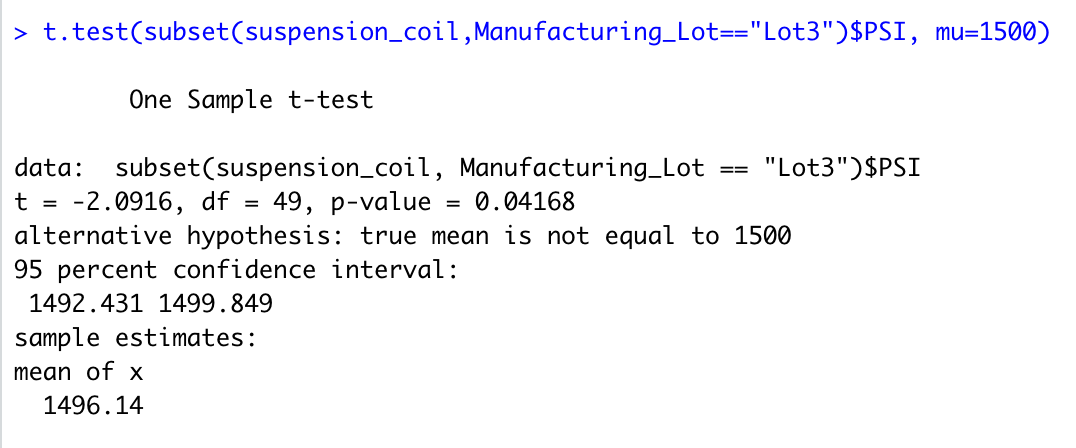 > t.test(subset(suspension_coil,Manufacturing_Lot=="Lot3")$PSI, mu=1500)
One Sample t-test
data:  subset(suspension_coil, Manufacturing_Lot == "Lot3")$PSI
t = -2.0916, df = 49, p-value = 0.04168
alternative hypothesis: true mean is not equal to 1500
95 percent confidence interval:
1492.431 1499.849
sample estimates:
mean of x
1496.14